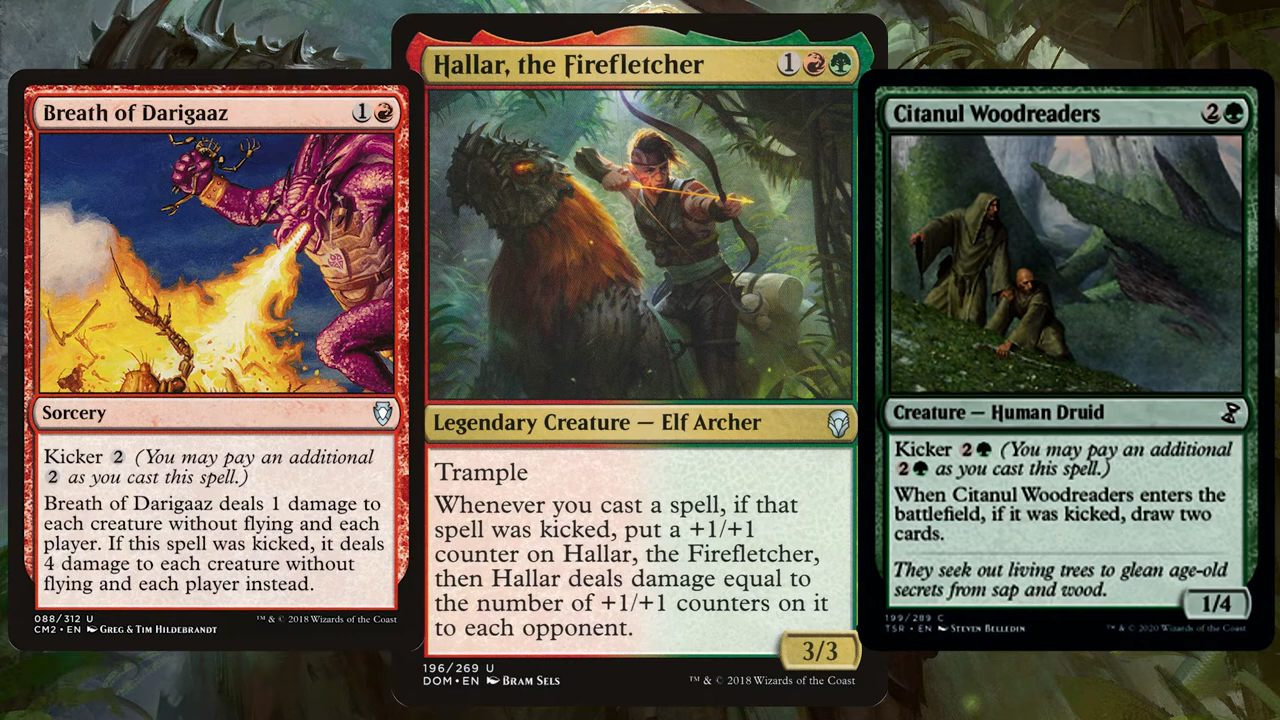 Breath of Darigaaz 1
Sorcery
Kicker 2 (You may pay an additional
2 as you cast this spell.)
Breath of Darigaaz deals 1 damage to
each creature without flying and each
player. If this spell was kicked, it deals
4 damage to each creature without
flying and each player instead.
088/312 U
CM2 • EN Greg & Tim Hildebrandt
™ & © 2018 Wizards of the Coast
Hallar, the Firefletcher 1
Legendary Creature — Elf Archer
Trample
Whenever you cast a spell, if that
spell was kicked, put a +1/+1
counter on Hallar, the Firefletcher,
then Hallar deals damage equal to
the number of +1/+1 counters on it
to each opponent.
3/3
196/269 U
DOM • EN Bram Sels
™ & © 2018 Wizards of the Coast
Citanul Woodreaders 2
Creature — Human Druid
Kicker 2 (You may pay an additional
2 as you cast this spell.)
When Citanul Woodreaders enters the
battlefield, if it was kicked, draw two
cards.
They seek out living trees to glean age-old
secrets from sap and wood.
1/4
199/289 C
TSR • EN Steven Belledin
™ & © 2020 Wizards of the Coast